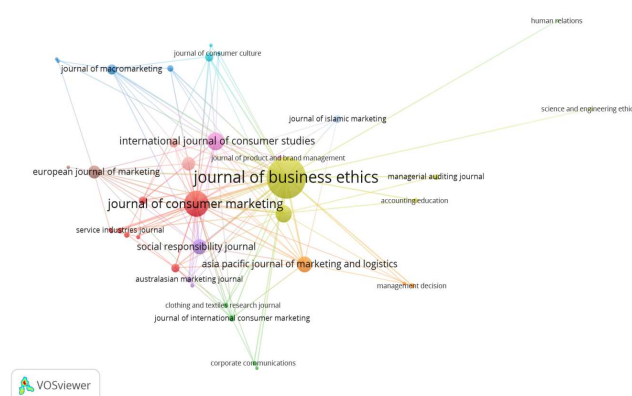 human relations
journal of consumer culture
journal of macromarketing
science and engineering ethic
journal of islamic marketing
international journal of consumer studies
journal of product and brand management
european journal of marketing
journal of business ethics
managerial auditing journal
accounting education
journal of consumer marketing
service industries journal
social responsibility journal
asia pacific journal of marketing and logistics
australasian marketing journal
management decision
clothing and textiles research journal
journal of international consumer marketing
corporate communications
VOSviewer